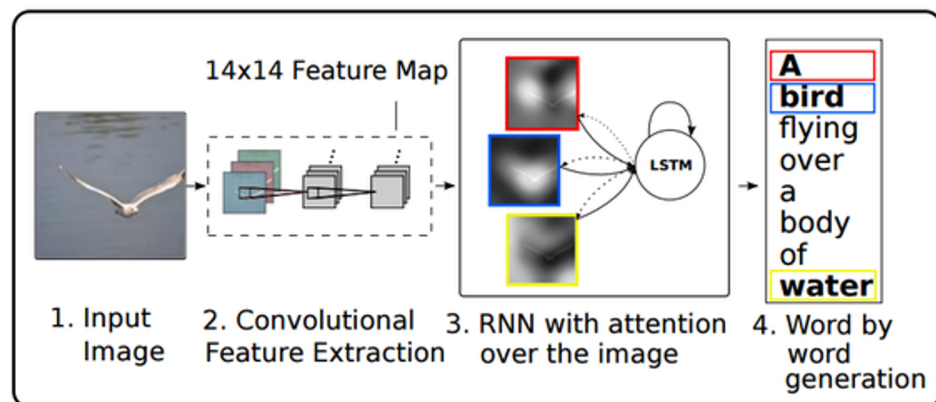 14x14 Feature Map
LSTM
A
bird
flying
over
a
body
of
water
1. Input
Image
2. Convolutional
Feature Extraction
3. RNN with attention
over the image
4. Word by
word
generation